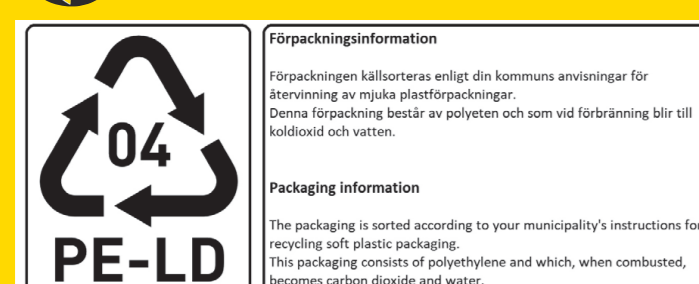 04
PE-LD
Förpackningsinformation
Förpackningen källsorteras enligt din kommuns anvisningar för
återvinning av mjuka plastförpackningar.
Denna förpackning består av polyeten och som vid förbränning blir till
koldioxid och vatten.
Packaging information
The packaging is sorted according to your municipality's instructions for
recycling soft plastic packaging.
This packaging consists of polyethylene and which, when combusted,
becomes carbon dioxide and water.